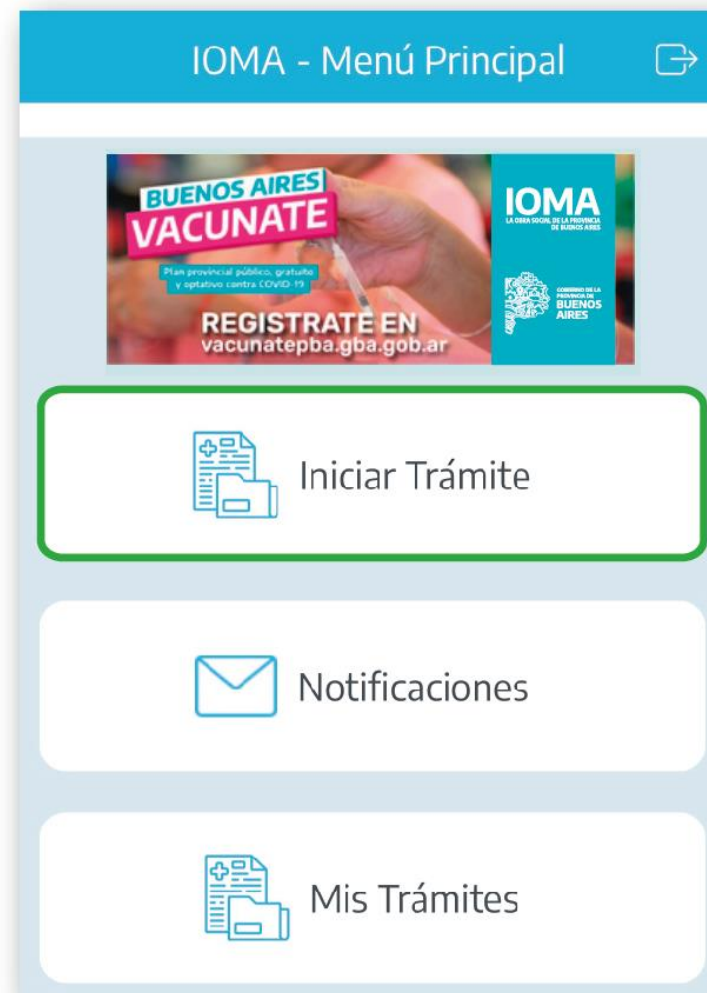 IOMA - Menú Principal
BUENOS AIRES
VACUNATE
Plan provincial público, gratuito
y optativo contra COVID-19
REGISTRATE EN
vacunatepba.gba.gob.ar
IOMA
LA OBRA SOCIAL DE LA PROVINCIA
DE BUENOS AIRES
GOBIERNO DE LA
PROVINCIA DE
BUENOS
AIRES
Iniciar Trámite
Notificaciones
Mis Trámites